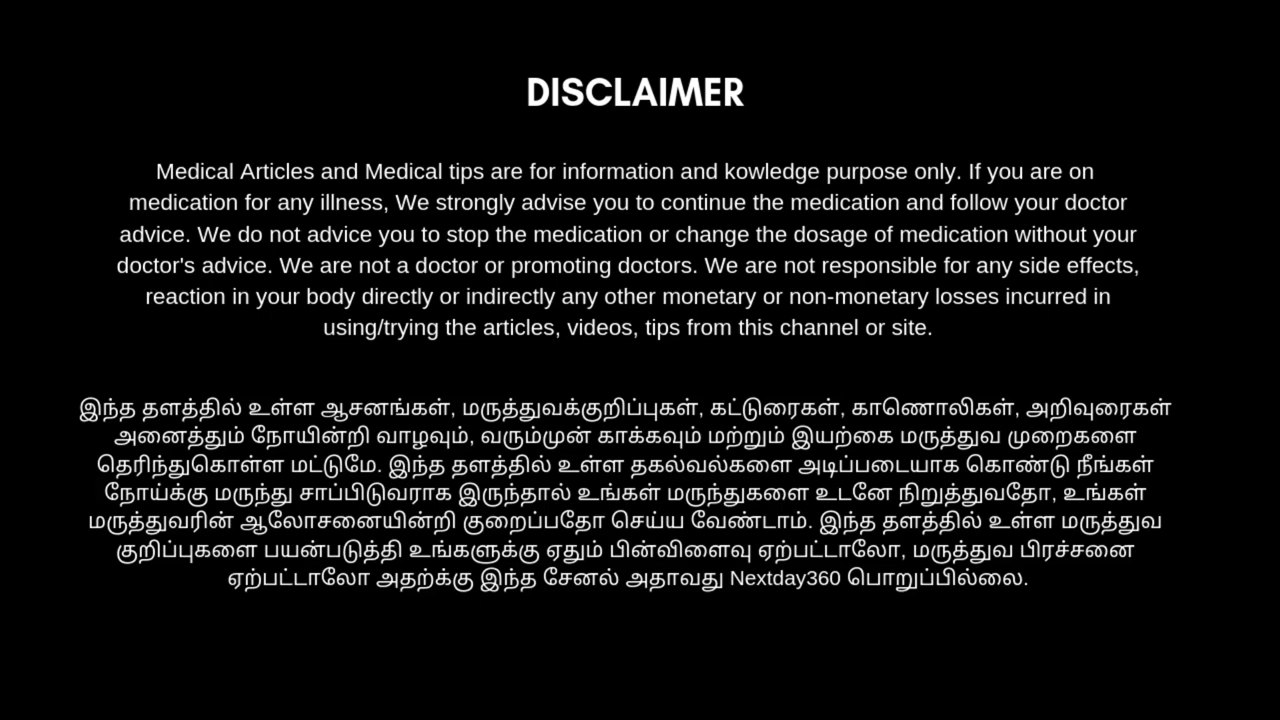 DISCLAIMER
Medical Articles and Medical tips are for information and kowledge purpose only. If you are on
medication for any illness, We strongly advise you to continue the medication and follow your doctor
advice. We do not advice you to stop the medication or change the dosage of medication without your
doctor's advice. We are not a doctor or promoting doctors. We are not responsible for any side effects,
reaction in your body directly or indirectly any other monetary or non-monetary losses incurred in
using/trying the articles, videos, tips from this channel or site.
இந்த தளத்தில் உள்ள ஆசனங்கள், மருத்துவக்குறிப்புகள், கட்டுரைகள், காணொலிகள், அறிவுரைகள்
அனைத்தும் நோயின்றி வாழவும், வரும்முன் காக்கவும் மற்றும் இயற்கை மருத்துவ முறைகளை
தெரிந்துகொள்ள மட்டுமே. இந்த தளத்தில் உள்ள தகல்வல்களை அடிப்படையாக கொண்டு நீங்கள்
நோய்க்கு மருந்து சாப்பிடுவராக இருந்தால் உங்கள் மருந்துகளை உடனே நிறுத்துவதோ, உங்கள்
மருத்துவரின் ஆலோசனையின்றி குறைப்பதோ செய்ய வேண்டாம். இந்த தளத்தில் உள்ள மருத்துவ
குறிப்புகளை பயன்படுத்தி உங்களுக்கு ஏதும் பின்விளைவு ஏற்பட்டாலோ, மருத்துவ பிரச்சனை
ஏற்பட்டாலோ அதற்க்கு இந்த சேனல் அதாவது Nextday360 பொறுப்பில்லை.